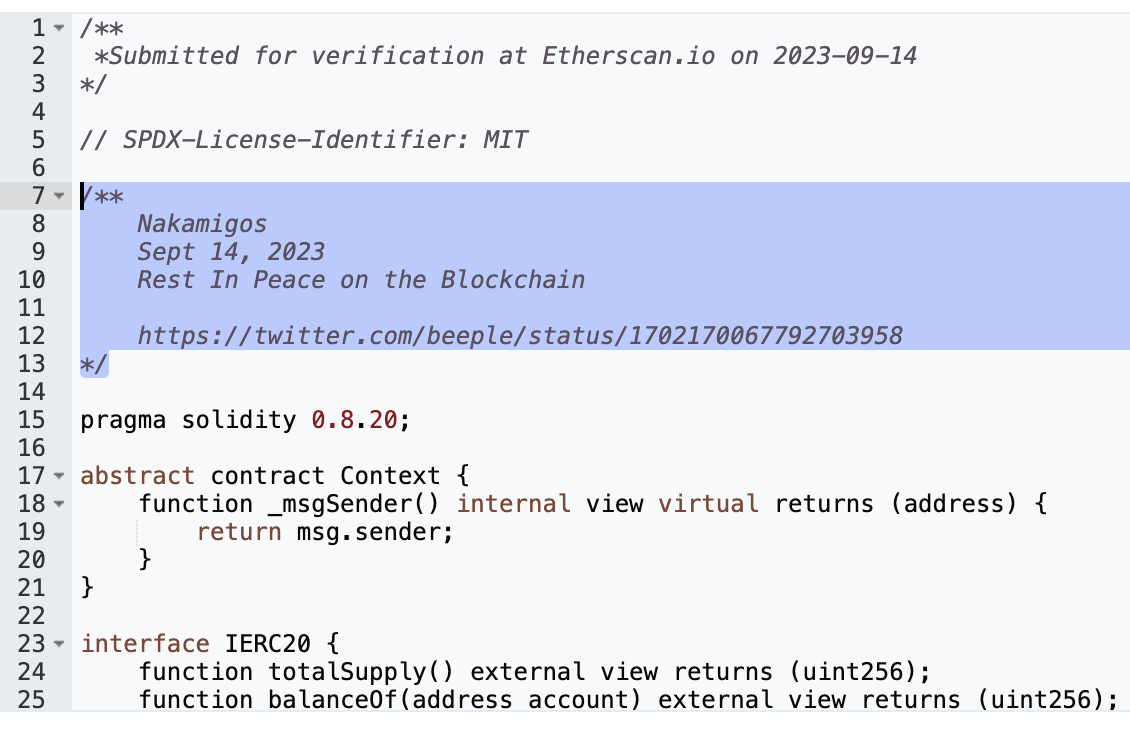 1 /**
2 *Submitted for verification at Etherscan.io on 2023-09-14
3 */
4
5 // SPDX-License-Identifier: MIT
6
7 /**
8 Nakamigos
9 Sept 14, 2023
10 Rest In Peace on the Blockchain
11
12 https://twitter.com/beeple/status/1702170067792703958
13 */
14
15 pragma solidity 0.8.20;
16
17 abstract contract Context {
18 function _msgSender() internal view virtual returns (address) {
19 return msg.sender;
20 }
21 }
22
23 interface IERC20 {
24 function totalSupply() external view returns (uint256);
25 function balanceOf(address account) external view returns (uint256);